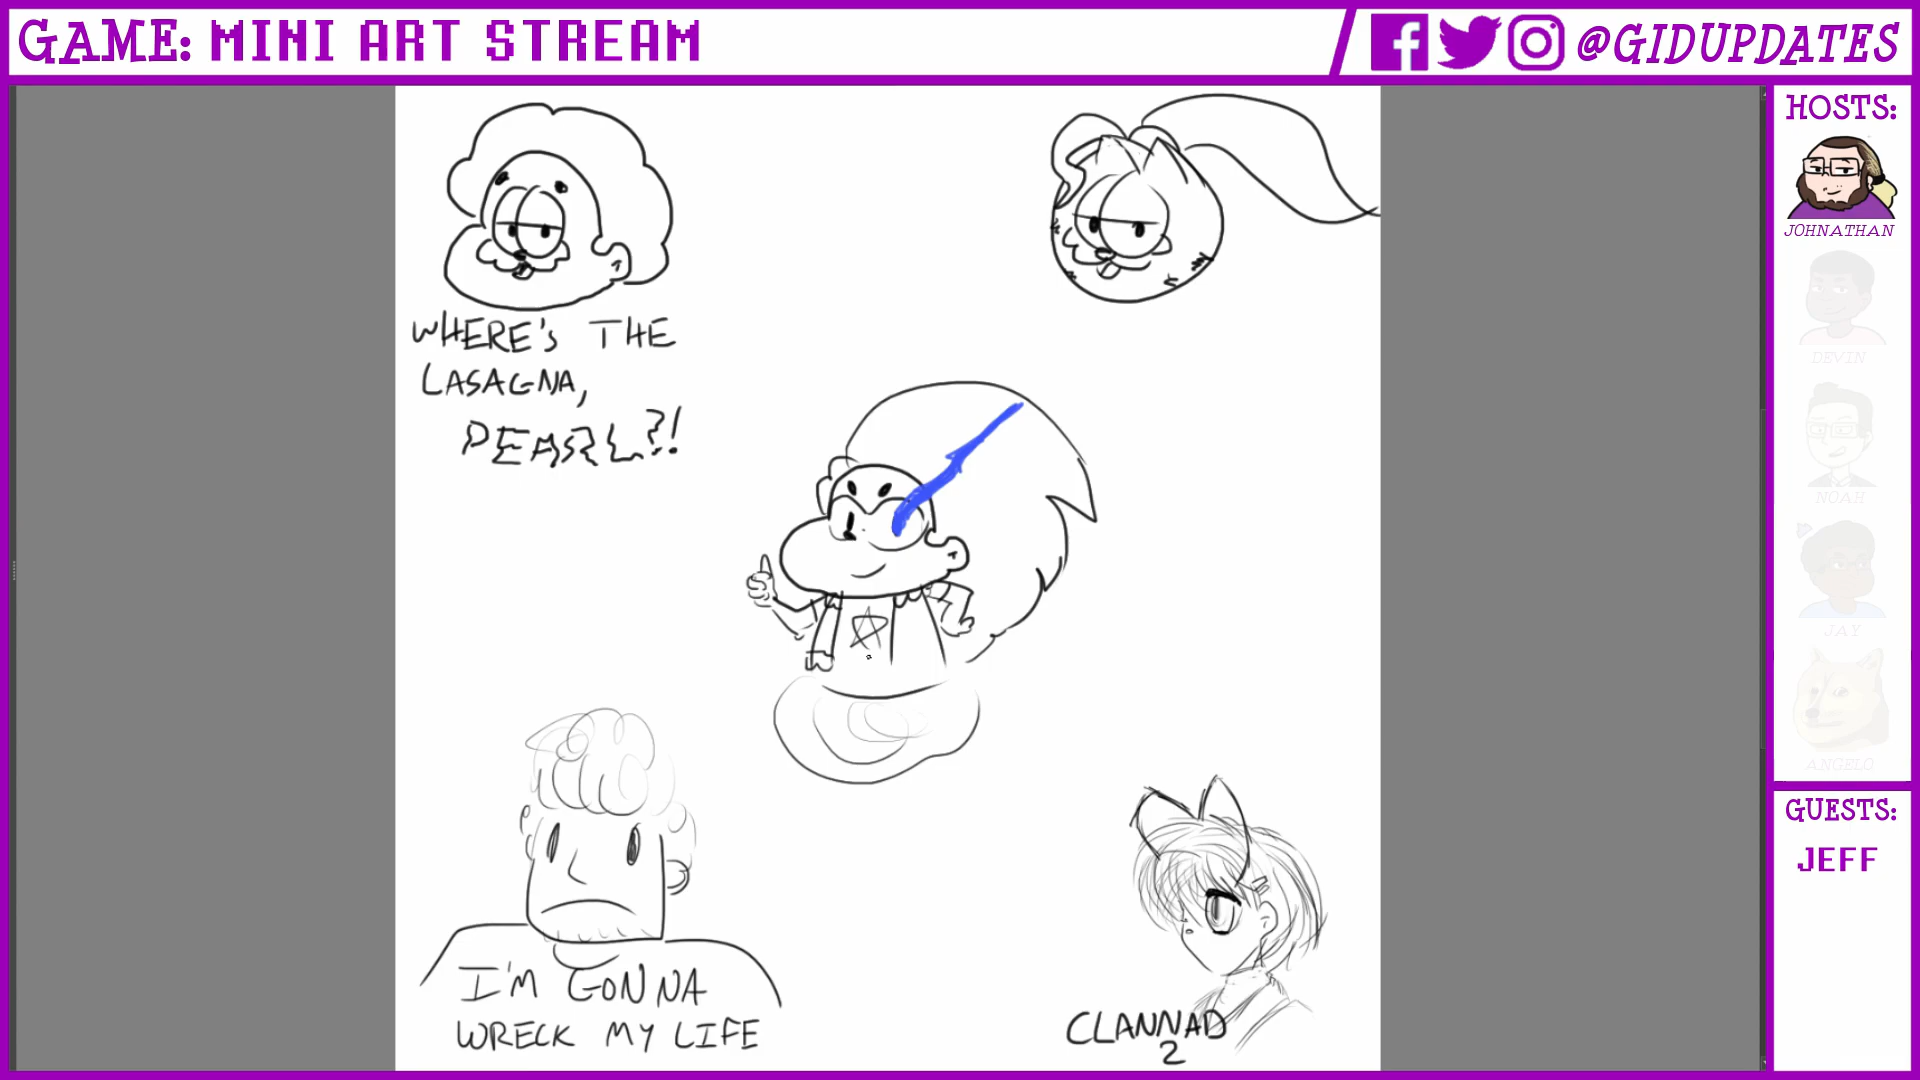 GAME: MINI ART STREAM
@GIDUPDATES
HOSTS:
JOHNATHAN
DEVIN
NOAH
JAY
ANGELO
GUESTS:
JEFF
WHERE'S THE
LASAGNA,
PEARL?!
I'M GONNA
WRECK MY LIFE
CLANNAD
2